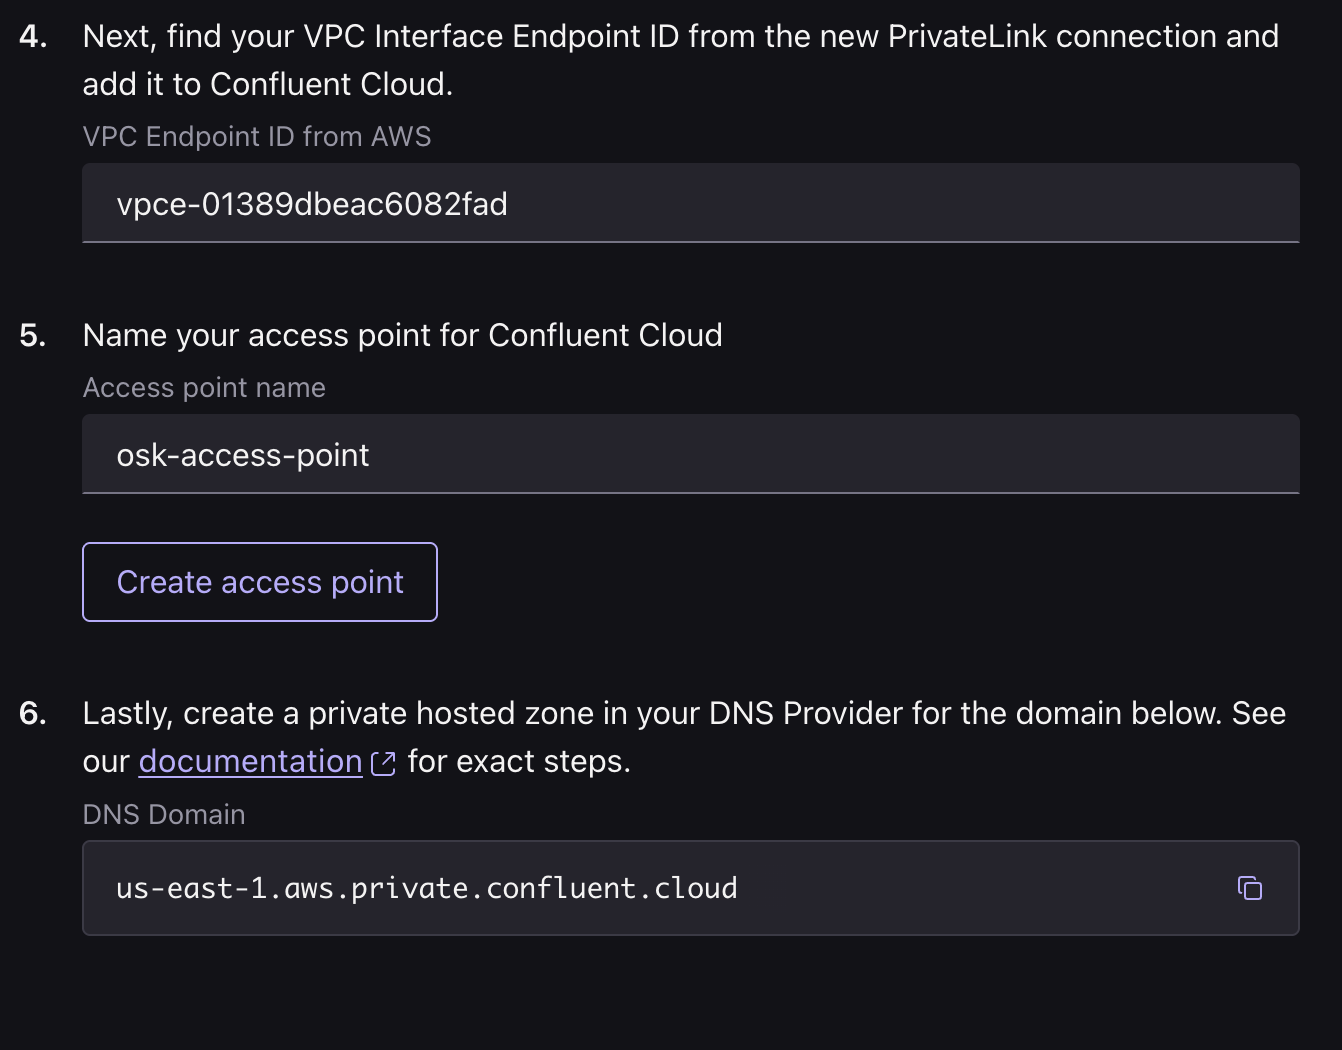 4. Next, find your VPC Interface Endpoint ID from the new PrivateLink connection and
add it to Confluent Cloud.
VPC Endpoint ID from AWS
vpce-01389dbeac6082fad
5. Name your access point for Confluent Cloud
Access point name
osk-access-point
Create access point
6. Lastly, create a private hosted zone in your DNS Provider for the domain below. See
our documentation for exact steps.
DNS Domain
us-east-1.aws.private.confluent.cloud